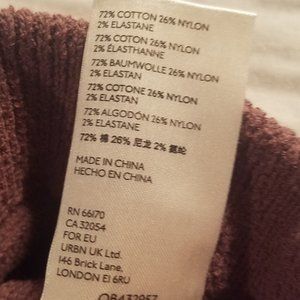 72% COTTON 26% NYLON
2% ELASTANE
72% COTON 26% NYLON
2% ÉLASTHANNE
72% BAUMWOLLE 26% NYLON
2% ELASTAN
72% COTONE 26% NYLON
2% ELASTAN
72% ALGODÓN 26% NYLON
2% ELASTANE
72% 棉 26% 尼龙 2% 氨纶
MADE IN CHINA
HECHO EN CHINA
RN 66170
CA 32054
FOR EU
URBN UK Ltd.
146 Brick Lane,
LONDON E1 6RU